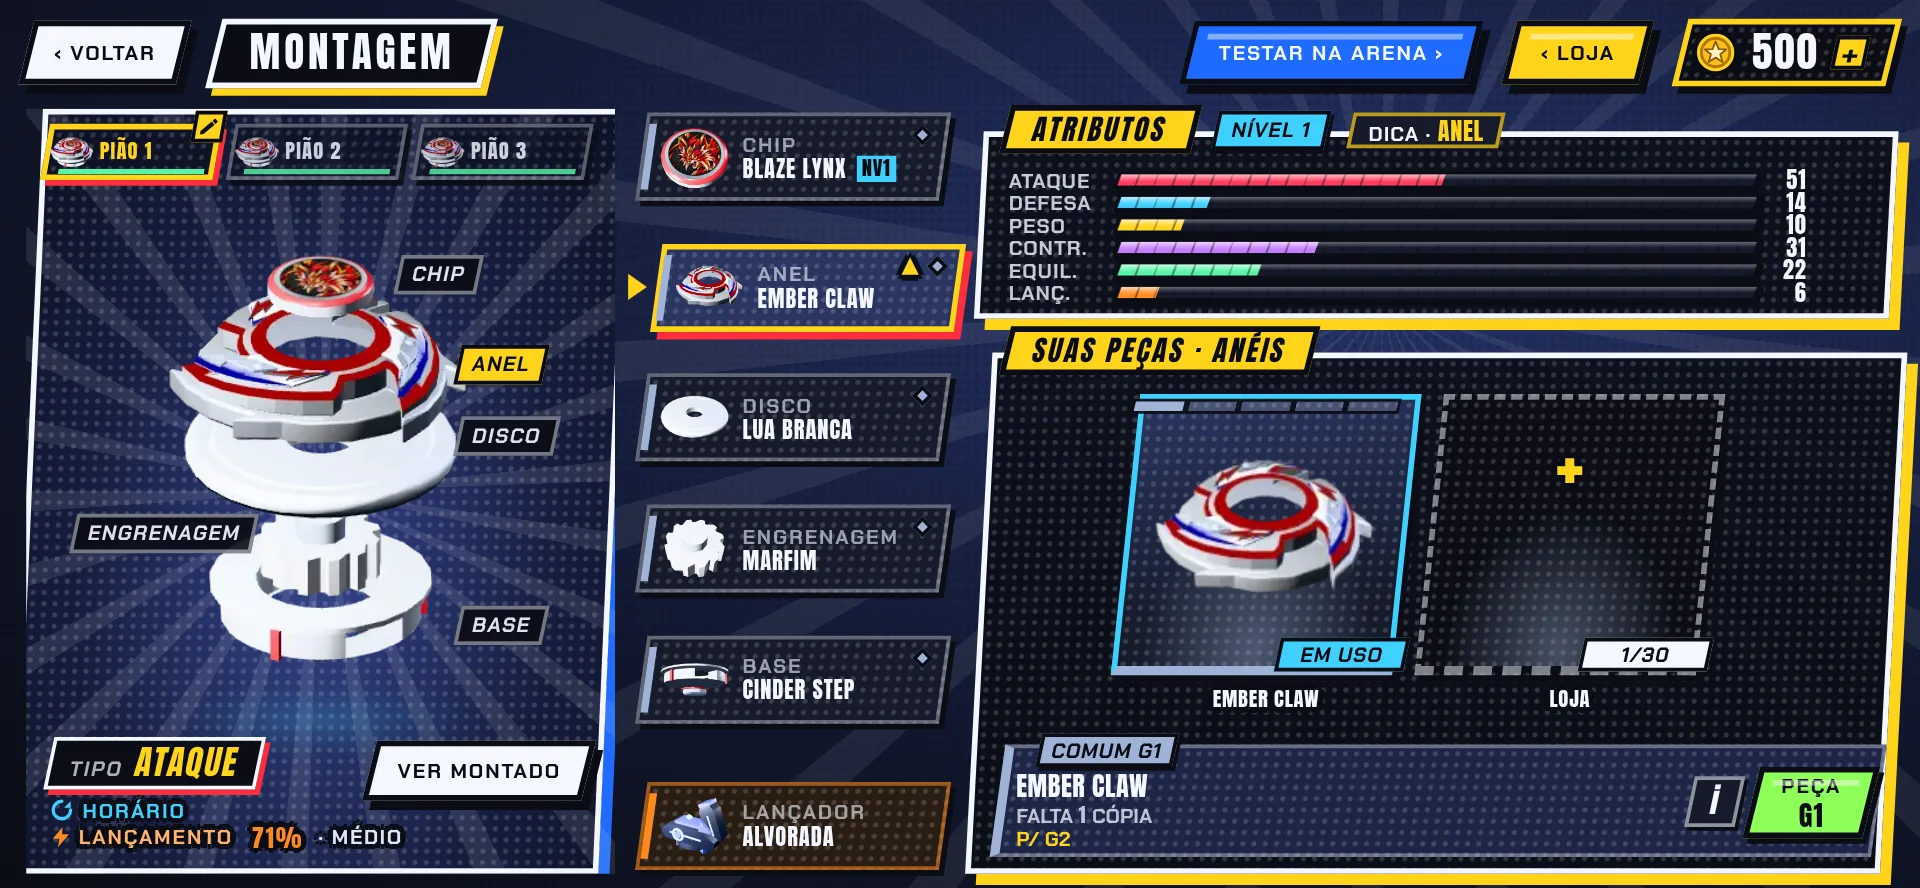 ‹ VOLTAR
MONTAGEM
TESTAR NA ARENA ›
‹ LOJA
500
+
PIÃO 1
PIÃO 2
PIÃO 3
CHIP
ANEL
DISCO
ENGRENAGEM
BASE
TIPO ATAQUE
HORÁRIO
LANÇAMENTO 71% · MÉDIO
VER MONTADO
CHIP
BLAZE LYNX NV1
ANEL
EMBER CLAW
DISCO
LUA BRANCA
ENGRENAGEM
MARFIM
BASE
CINDER STEP
LANÇADOR
ALVORADA
ATRIBUTOS
NÍVEL 1
DICA · ANEL
ATAQUE 51
DEFESA 14
PESO 10
CONTR. 31
EQUIL. 22
LANÇ. 6
SUAS PEÇAS · ANÉIS
+
EM USO
1/30
EMBER CLAW
LOJA
COMUM G1
EMBER CLAW
FALTA 1 CÓPIA
P/ G2
i
PEÇA
G1